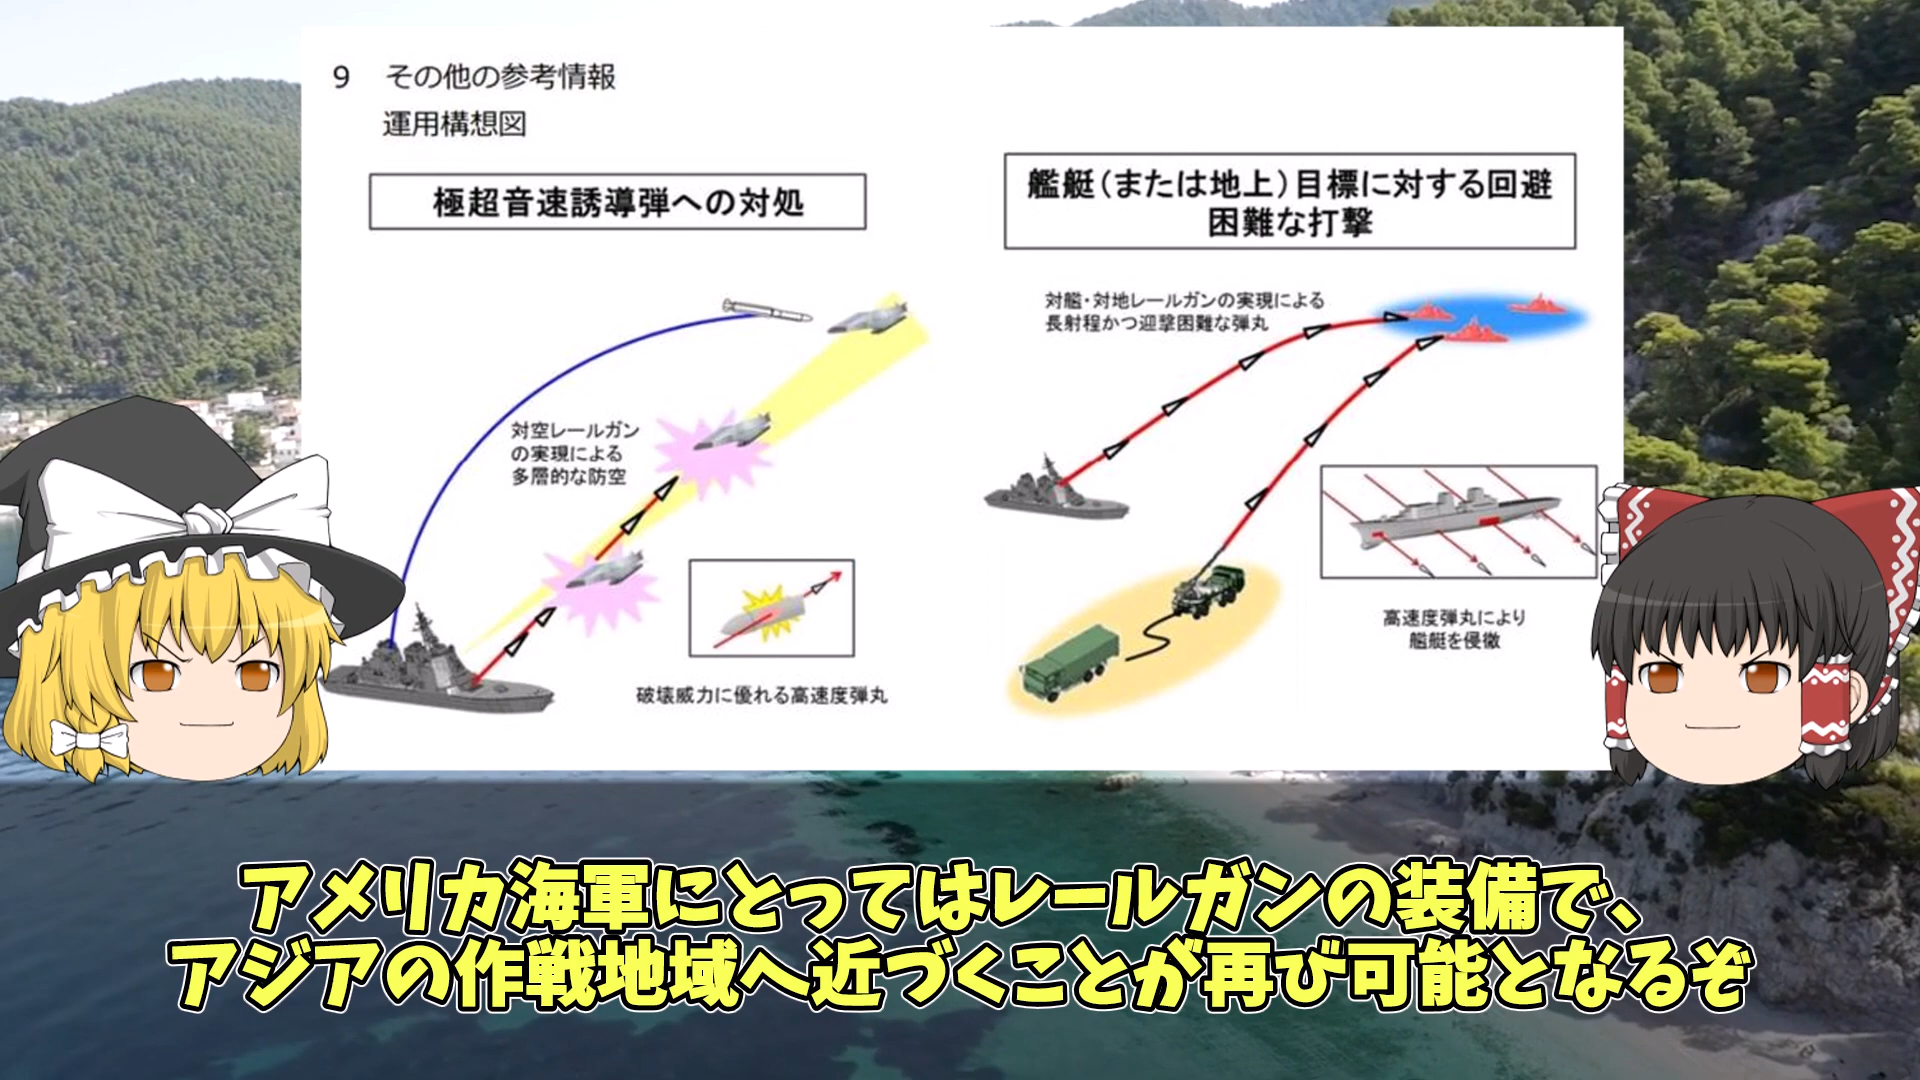 9 その他の参考情報
運用構想図
極超音速誘導弾への対処
対空レールガン
の実現による
多層的な防空
破壊威力に優れる高速度弾丸
艦艇（または地上）目標に対する回避
困難な打撃
対艦・対地レールガンの実現による
長射程かつ迎撃困難な弾丸
高速度弾丸により
艦艇を侵徹
アメリカ海軍にとってはレールガンの装備で、
アジアの作戦地域へ近づくことが再び可能となるぞ